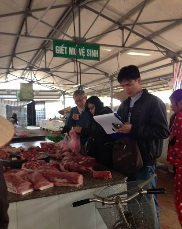 GIẾT MỔ VỆ SINH